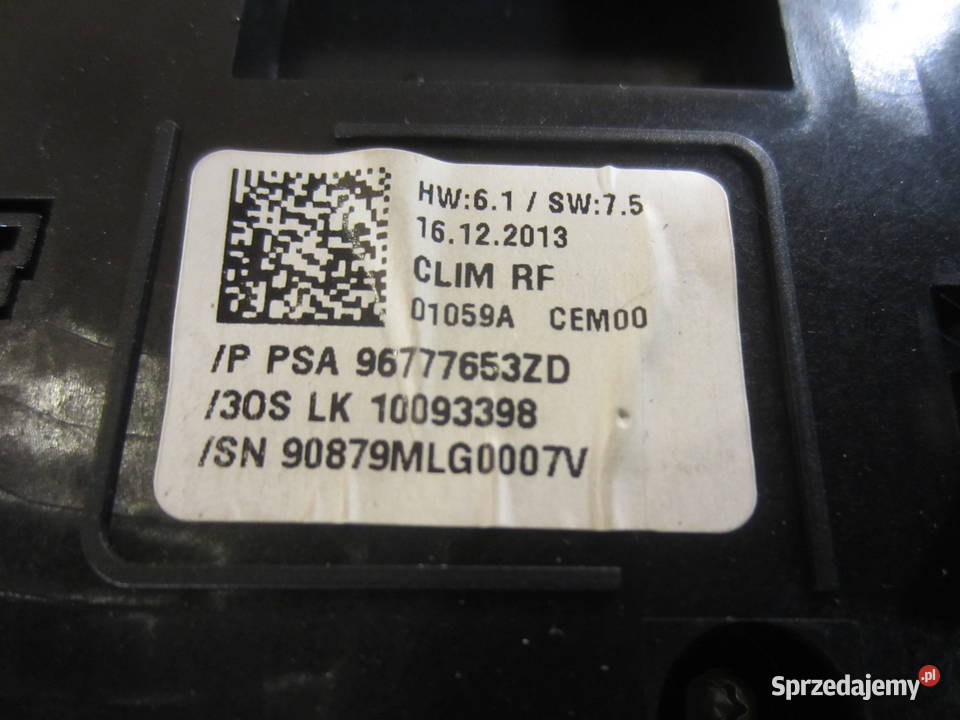 HW:6.1 / SW:7.5
16.12.2013
CLIM RF
01059A CEM00
/P PSA 96777653ZD
/30S LK 10093398
/SN 90879MLG0007V
Sprzedajemy.pl